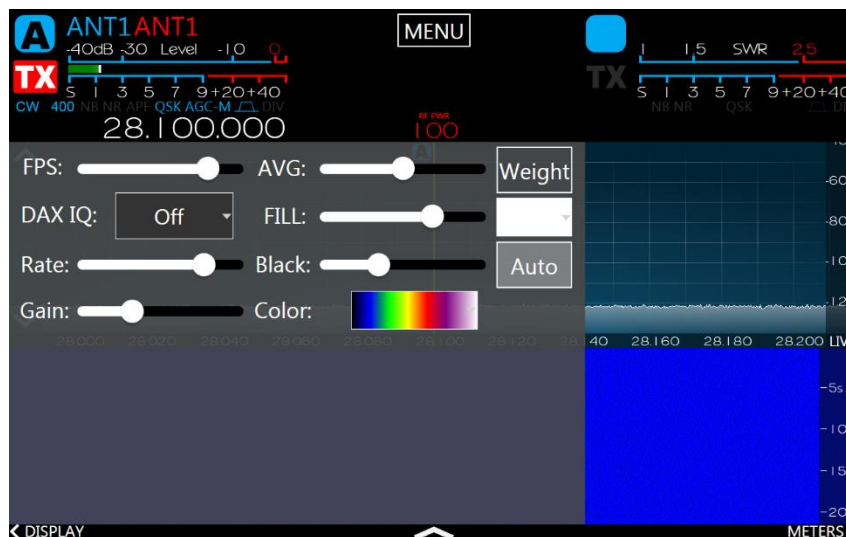 A ANT1 ANT1 MENU
-40dB -30 Level -10 0 1 1.5 SWR 2.5
TX TX
S 1 3 5 7 9 +20 +40 S 1 3 5 7 9 +20 +40
CW 400 NB NR APF QSK AGC-M DIV NB NR QSK
28.100.000 RF PWR
100
A
FPS: AVG: Weight -60
DAX IQ: Off FILL: -80
Rate: Black: Auto -10
Gain: Color: -12
28.000 28.020 28.040 28.060 28.080 28.100 28.120 28.140 28.160 28.180 28.200 LIV
-5s
-10
-15
-20
< DISPLAY METERS